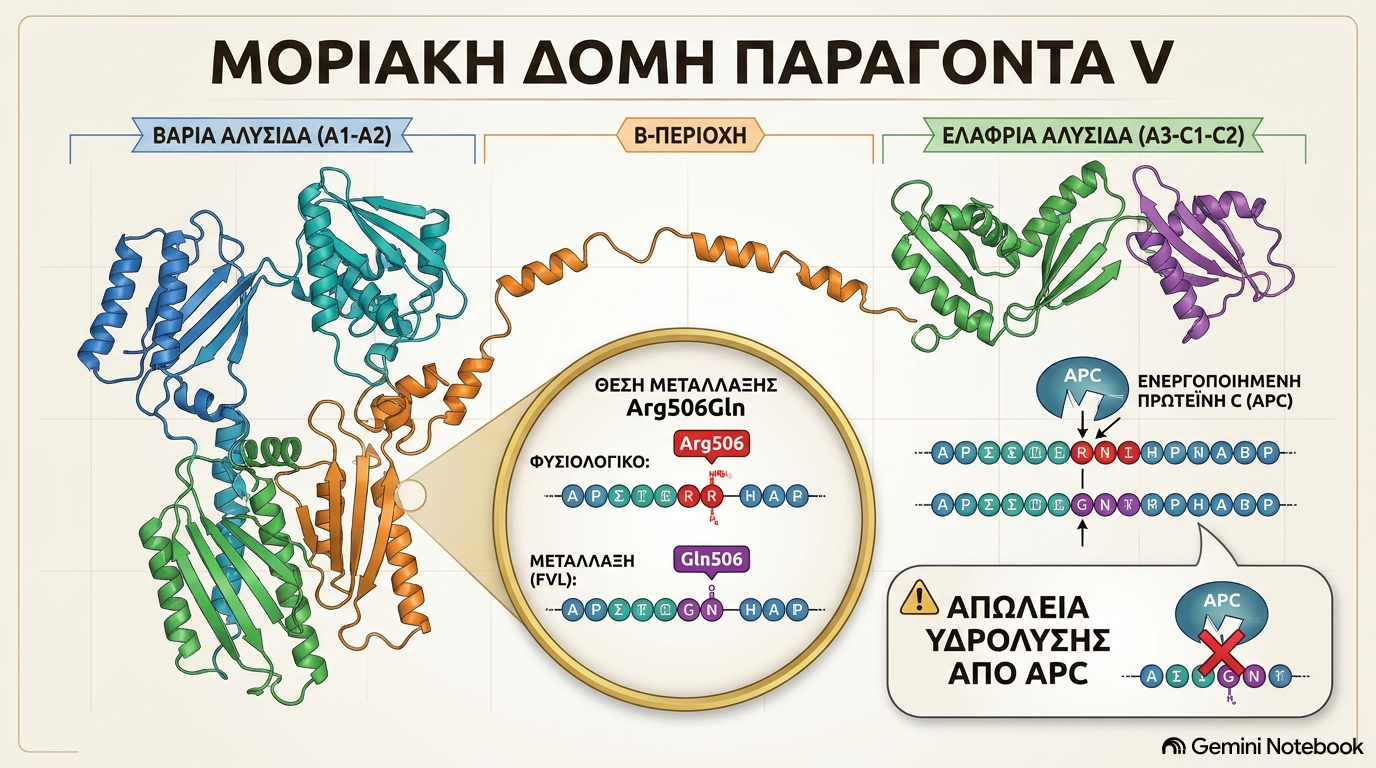 ΜΟΡΙΑΚΗ ΔΟΜΗ ΠΑΡΑΓΟΝΤΑ V
ΒΑΡΙΑ ΑΛΥΣΙΔΑ (A1-A2)
Β-ΠΕΡΙΟΧΗ
ΕΛΑΦΡΙΑ ΑΛΥΣΙΔΑ (A3-C1-C2)
ΘΕΣΗ ΜΕΤΑΛΛΑΞΗΣ
Arg506Gln
Arg506
ΦΥΣΙΟΛΟΓΙΚΟ:
A P Σ R R H A P
Gln506
ΜΕΤΑΛΛΑΞΗ
(FVL):
A P Σ G N H A P
APC
ΕΝΕΡΓΟΠΟΙΗΜΕΝΗ
ΠΡΩΤΕΪΝΗ C (APC)
A P Σ Σ R N I H P N A B P
A P Σ Σ G N P H A B P
ΑΠΩΛΕΙΑ
ΥΔΡΟΛΥΣΗΣ
ΑΠΟ APC
APC
A Σ G N
Gemini Notebook